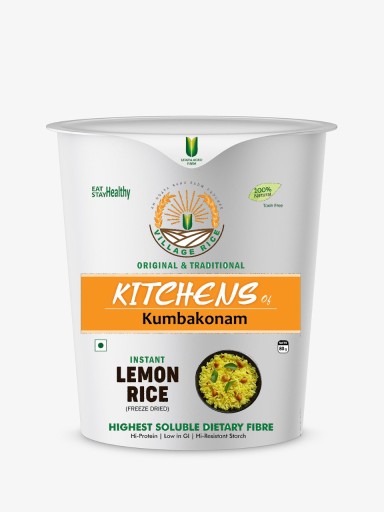 EAT
STAY Healthy
100%
Natural
VILLAGE RICE
ORIGINAL & TRADITIONAL
KITCHENS Of
Kumbakonam
INSTANT
LEMON
RICE
(FREEZE DRIED)
80g
HIGHEST SOLUBLE DIETARY FIBRE
Hi-Protein | Low in GI | Hi-Resistant Starch